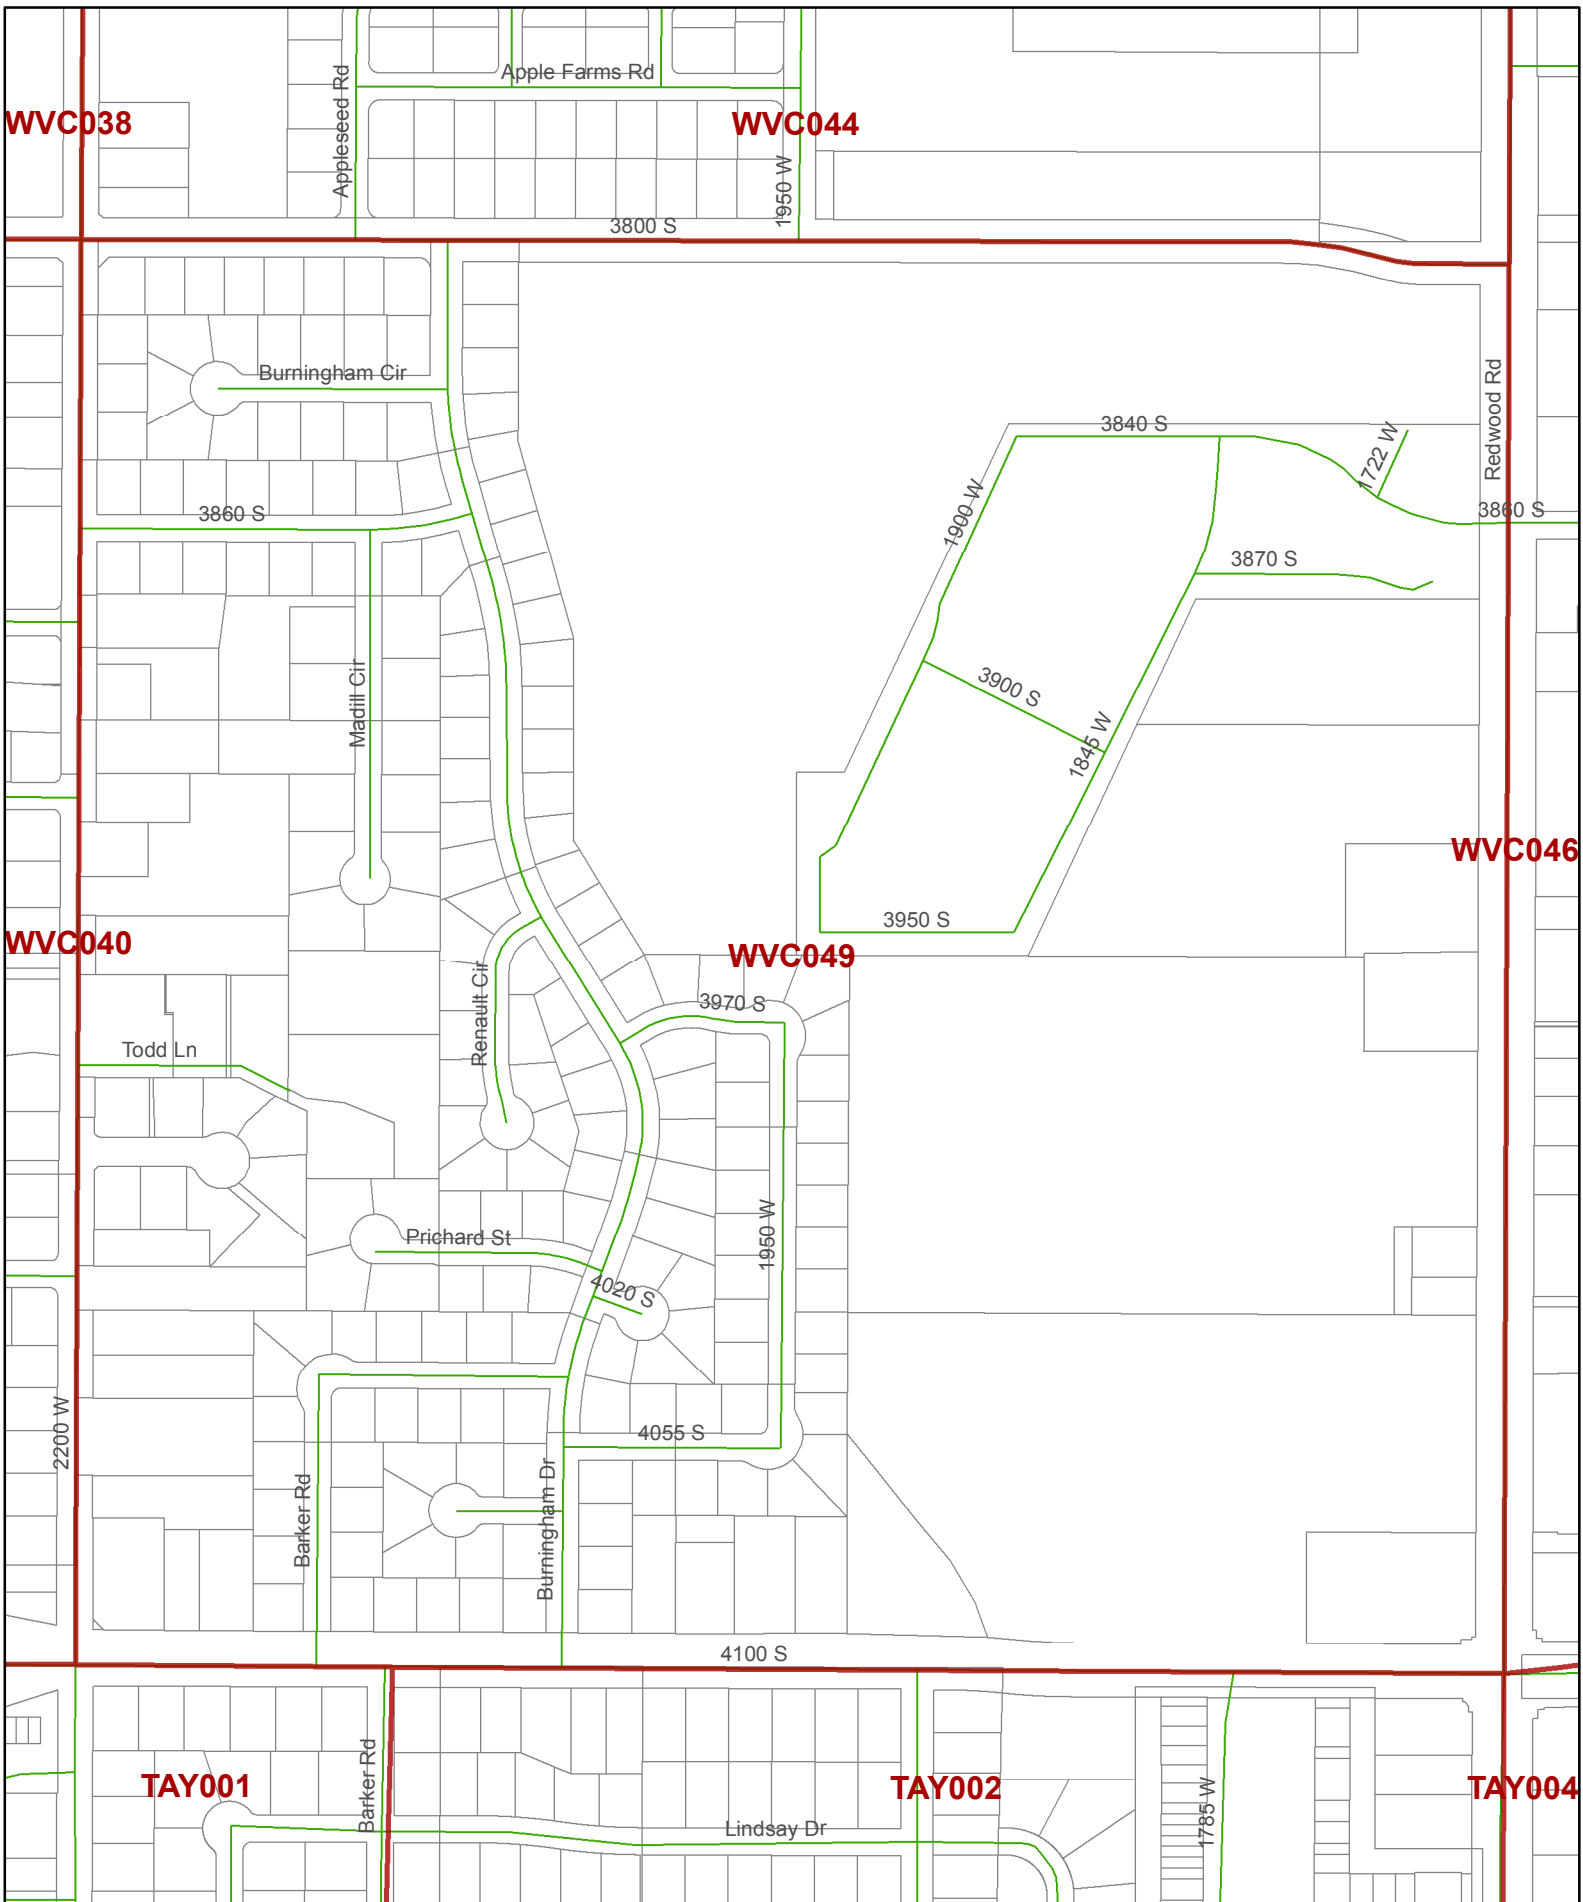 Apple Farms Rd
Appleseed Rd
WVC038
WVC044
1950 W
3800 S
Burningham Cir
Redwood Rd
3840 S
1722 W
1900 W
3860 S
3860 S
3870 S
Madill Cir
3900 S
1845 W
WVC046
3950 S
WVC040
WVC049
Renault Cir
3970 S
Todd Ln
1950 W
Prichard St
4020 S
2200 W
4055 S
Barker Rd
Burningham Dr
4100 S
Barker Rd
TAY001
TAY002
TAY004
1785 W
Lindsay Dr